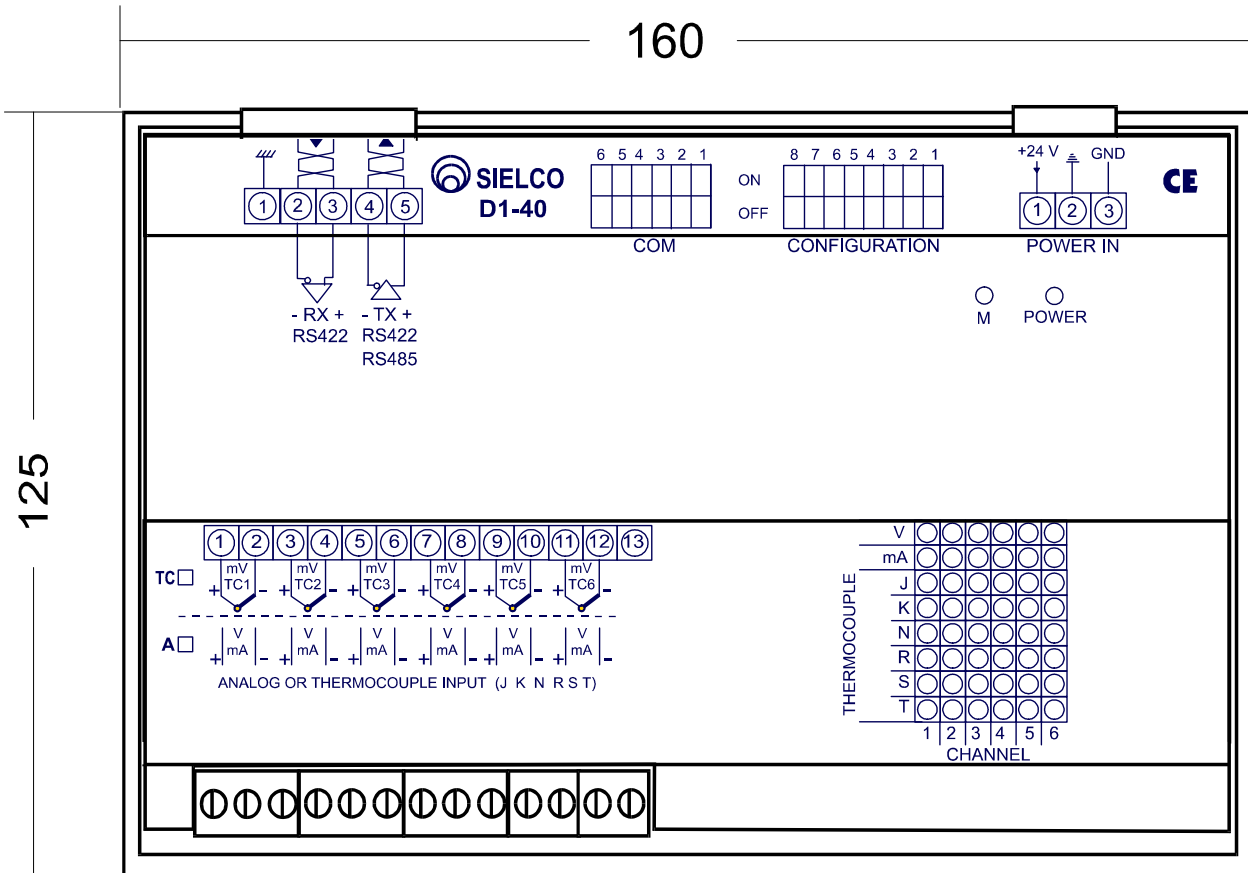 160
125
SIELCO
D1-40
1 2 3 4 5
6 5 4 3 2 1
COM
ON
OFF
8 7 6 5 4 3 2 1
CONFIGURATION
+24 V GND
1 2 3
POWER IN
CE
- RX +
RS422
- TX +
RS422
RS485
M
POWER
1 2 3 4 5 6 7 8 9 10 11 12 13
mV mV mV mV mV mV
TC
+ TC1 - + TC2 - + TC3 - + TC4 - + TC5 - + TC6 -
V V V V V V
A
+ mA - + mA - + mA - + mA - + mA - + mA -
ANALOG OR THERMOCOUPLE INPUT (J K N R S T)
THERMOCOUPLE
V
mA
J
K
N
R
S
T
1 2 3 4 5 6
CHANNEL